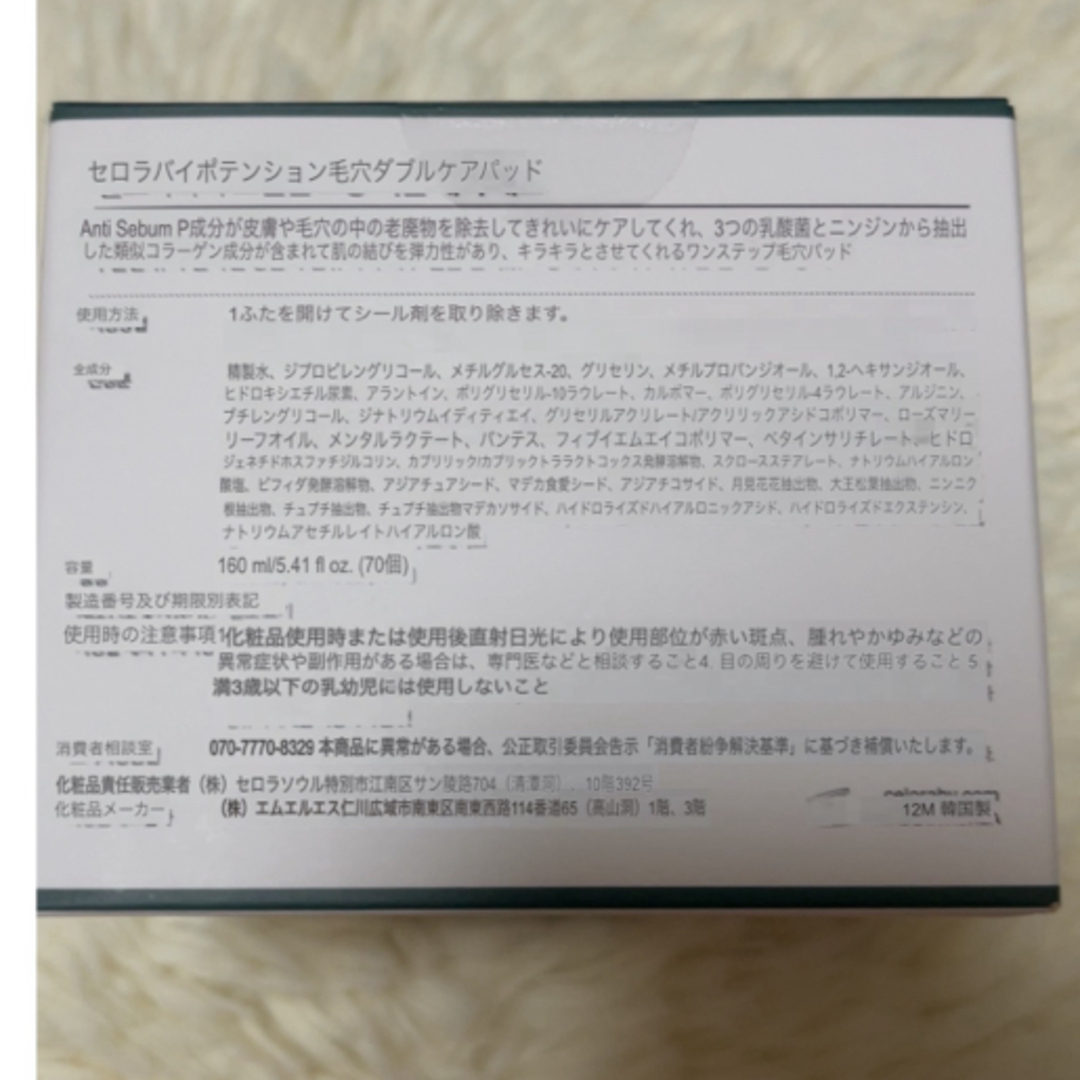 セロラバイポテンション毛穴ダブルケアパッド
Anti Sebum P成分が皮膚や毛穴の中の老廃物を除去してきれいにケアしてくれ、3つの乳酸菌とニンジンから抽出
した類似コラーゲン成分が含まれて肌の結びを弾力性があり、キラキラとさせてくれるワンステップ毛穴パッド
使用方法 1ふたを開けてシール剤を取り除きます。
全成分 精製水、ジプロピレングリコール、メチルグルセス-20、グリセリン、メチルプロパンジオール、1,2-ヘキサンジオール、
ヒドロキシエチル尿素、アラントイン、ポリグリセリル-10ラウレート、カルボマー、ポリグリセリル-4ラウレート、アルジニン、
ブチレングリコール、ジナトリウムイディティエイ、グリセリルアクリレート/アクリリックアシドコポリマー、ローズマリー
リーフオイル、メンタルラクテート、パンテス、フィブイエムエイコポリマー、ベタインサリチレート、ヒドロ
ジェネチドホスファチジルコリン、カプリリック/カプリックトララクトコックス発酵溶解物、スクロースステアレート、ナトリウムハイアルロン
酸塩、ビフィダ発酵溶解物、アジアチュアシード、マデカ食愛シード、アジアチコサイド、月見花花抽出物、大王松葉抽出物、ニンニク
根抽出物、チュプチ抽出物、チュプチ抽出物マデカソサイド、ハイドロライズドハイアルロニックアシド、ハイドロライズドエクステンシン、
ナトリウムアセチルレイトハイアルロン酸
容量 160 ml/5.41 fl oz. (70個)
製造番号及び期限別表記
使用時の注意事項 1化粧品使用時または使用後直射日光により使用部位が赤い斑点、腫れやかゆみなどの
異常症状や副作用がある場合は、専門医などと相談すること4. 目の周りを避けて使用すること 5
満3歳以下の乳幼児には使用しないこと
消費者相談室 070-7770-8329 本商品に異常がある場合、公正取引委員会告示「消費者紛争解決基準」に基づき補償いたします。
化粧品責任販売業者（株）セロラソウル特別市江南区サン陵路704（清潭洞）、10階392号
化粧品メーカー （株）エムエルエス仁川広域市南東区南東西路114番道65（高山洞）1階、3階
12M 韓国製